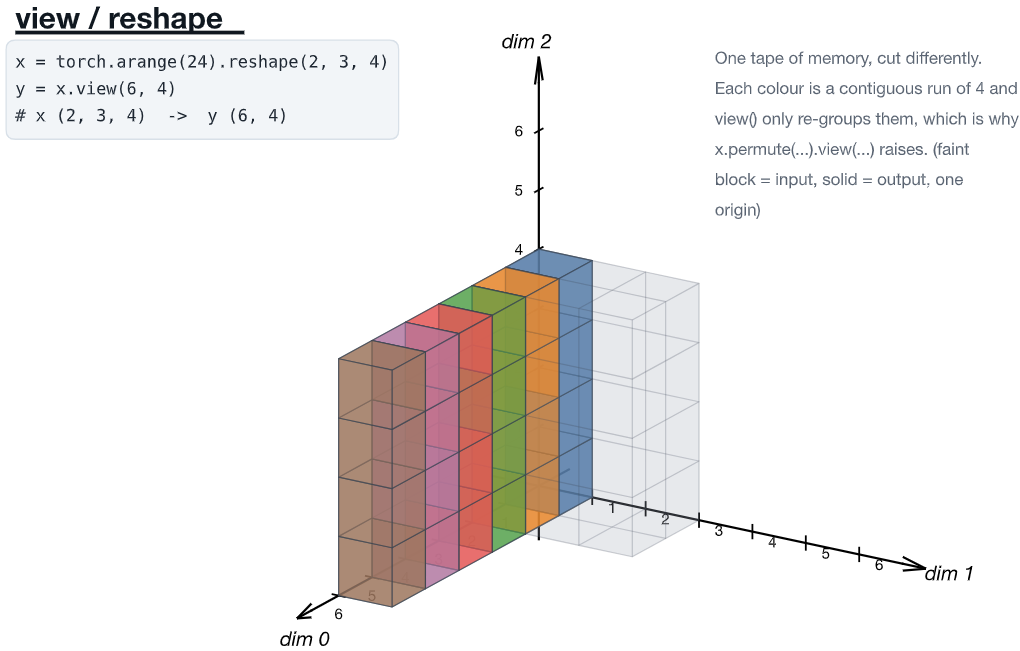 view / reshape
x = torch.arange(24).reshape(2, 3, 4)
y = x.view(6, 4)
# x (2, 3, 4)  ->  y (6, 4)
One tape of memory, cut differently.
Each colour is a contiguous run of 4 and
view() only re-groups them, which is why
x.permute(...).view(...) raises. (faint
block = input, solid = output, one
origin)
dim 2
6
5
4
1
2
3
4
5
6
dim 1
5
6
dim 0